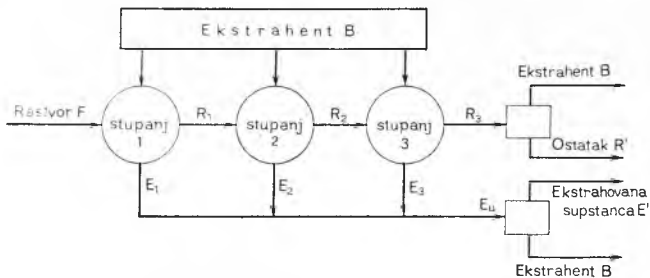 Ekstrahent B
Ekstrahent B
Rastvor F
R1
R2
R3
stupanj
1
stupanj
2
stupanj
3
Ostatak R'
E1
E2
E3
Eu
Ekstrahovana
supstanca E'
Ekstrahent B